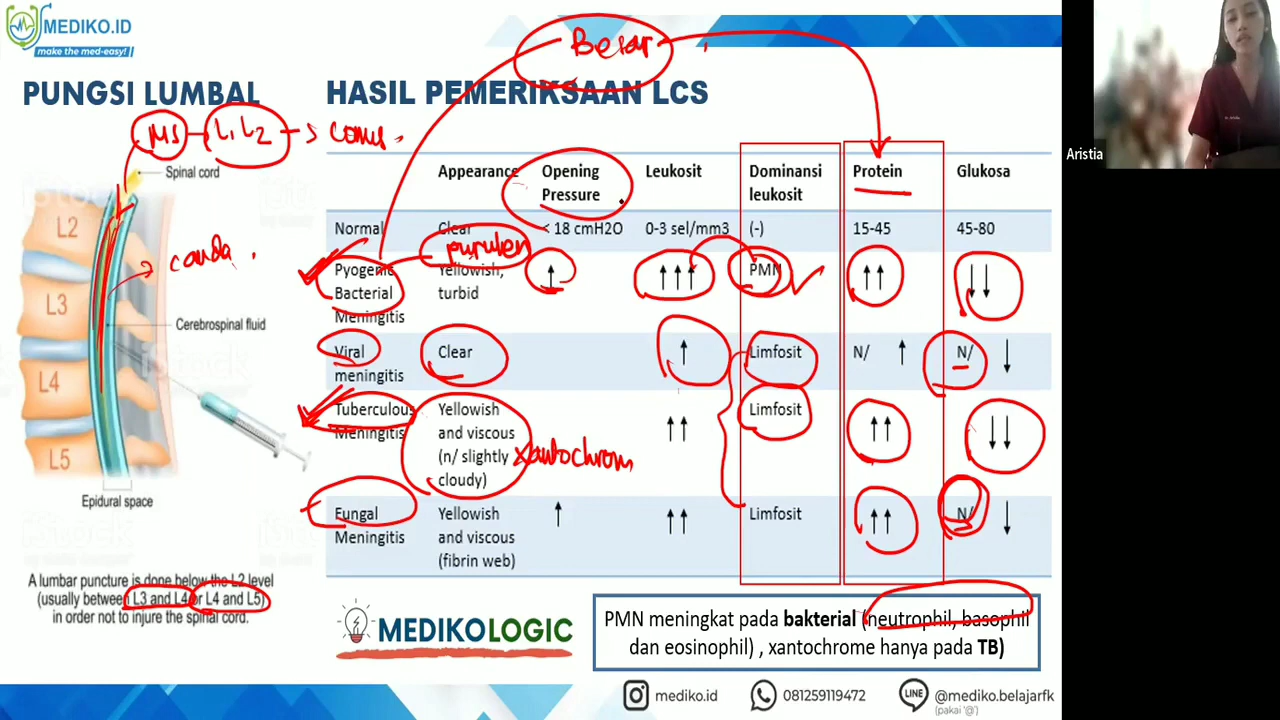 MEDIKO.ID
make the med-easy!
PUNGSI LUMBAL
HASIL PEMERIKSAAN LCS
Besar
MS - L1, L2 → conus
Spinal cord
cauda
L2
L3
L4
L5
Cerebrospinal fluid
Epidural space
A lumbar puncture is done below the L2 level
(usually between L3 and L4 or L4 and L5)
in order not to injure the spinal cord.
Appearance Opening Pressure Leukosit Dominansi leukosit Protein Glukosa
Normal Clear < 18 cmH2O 0-3 sel/mm3 (-) 15-45 45-80
purulen
Pyogenic Bacterial Meningitis Yellowish, turbid ↑ ↑↑↑ PMN ↑↑ ↓↓
Viral meningitis Clear ↑ Limfosit N/ ↑ N/ ↓
Tuberculous Meningitis Yellowish and viscous (n/ slightly cloudy) ↑↑ Limfosit ↑↑ ↓↓
xantochrom
Fungal Meningitis Yellowish and viscous (fibrin web) ↑ ↑↑ Limfosit ↑↑ N/ ↓
MEDIKOLOGIC
PMN meningkat pada bakterial (neutrophil, basophil
dan eosinophil) , xantochrome hanya pada TB)
mediko.id 081259119472 @mediko.belajarfk
(pakai '@')
LINE
Aristia